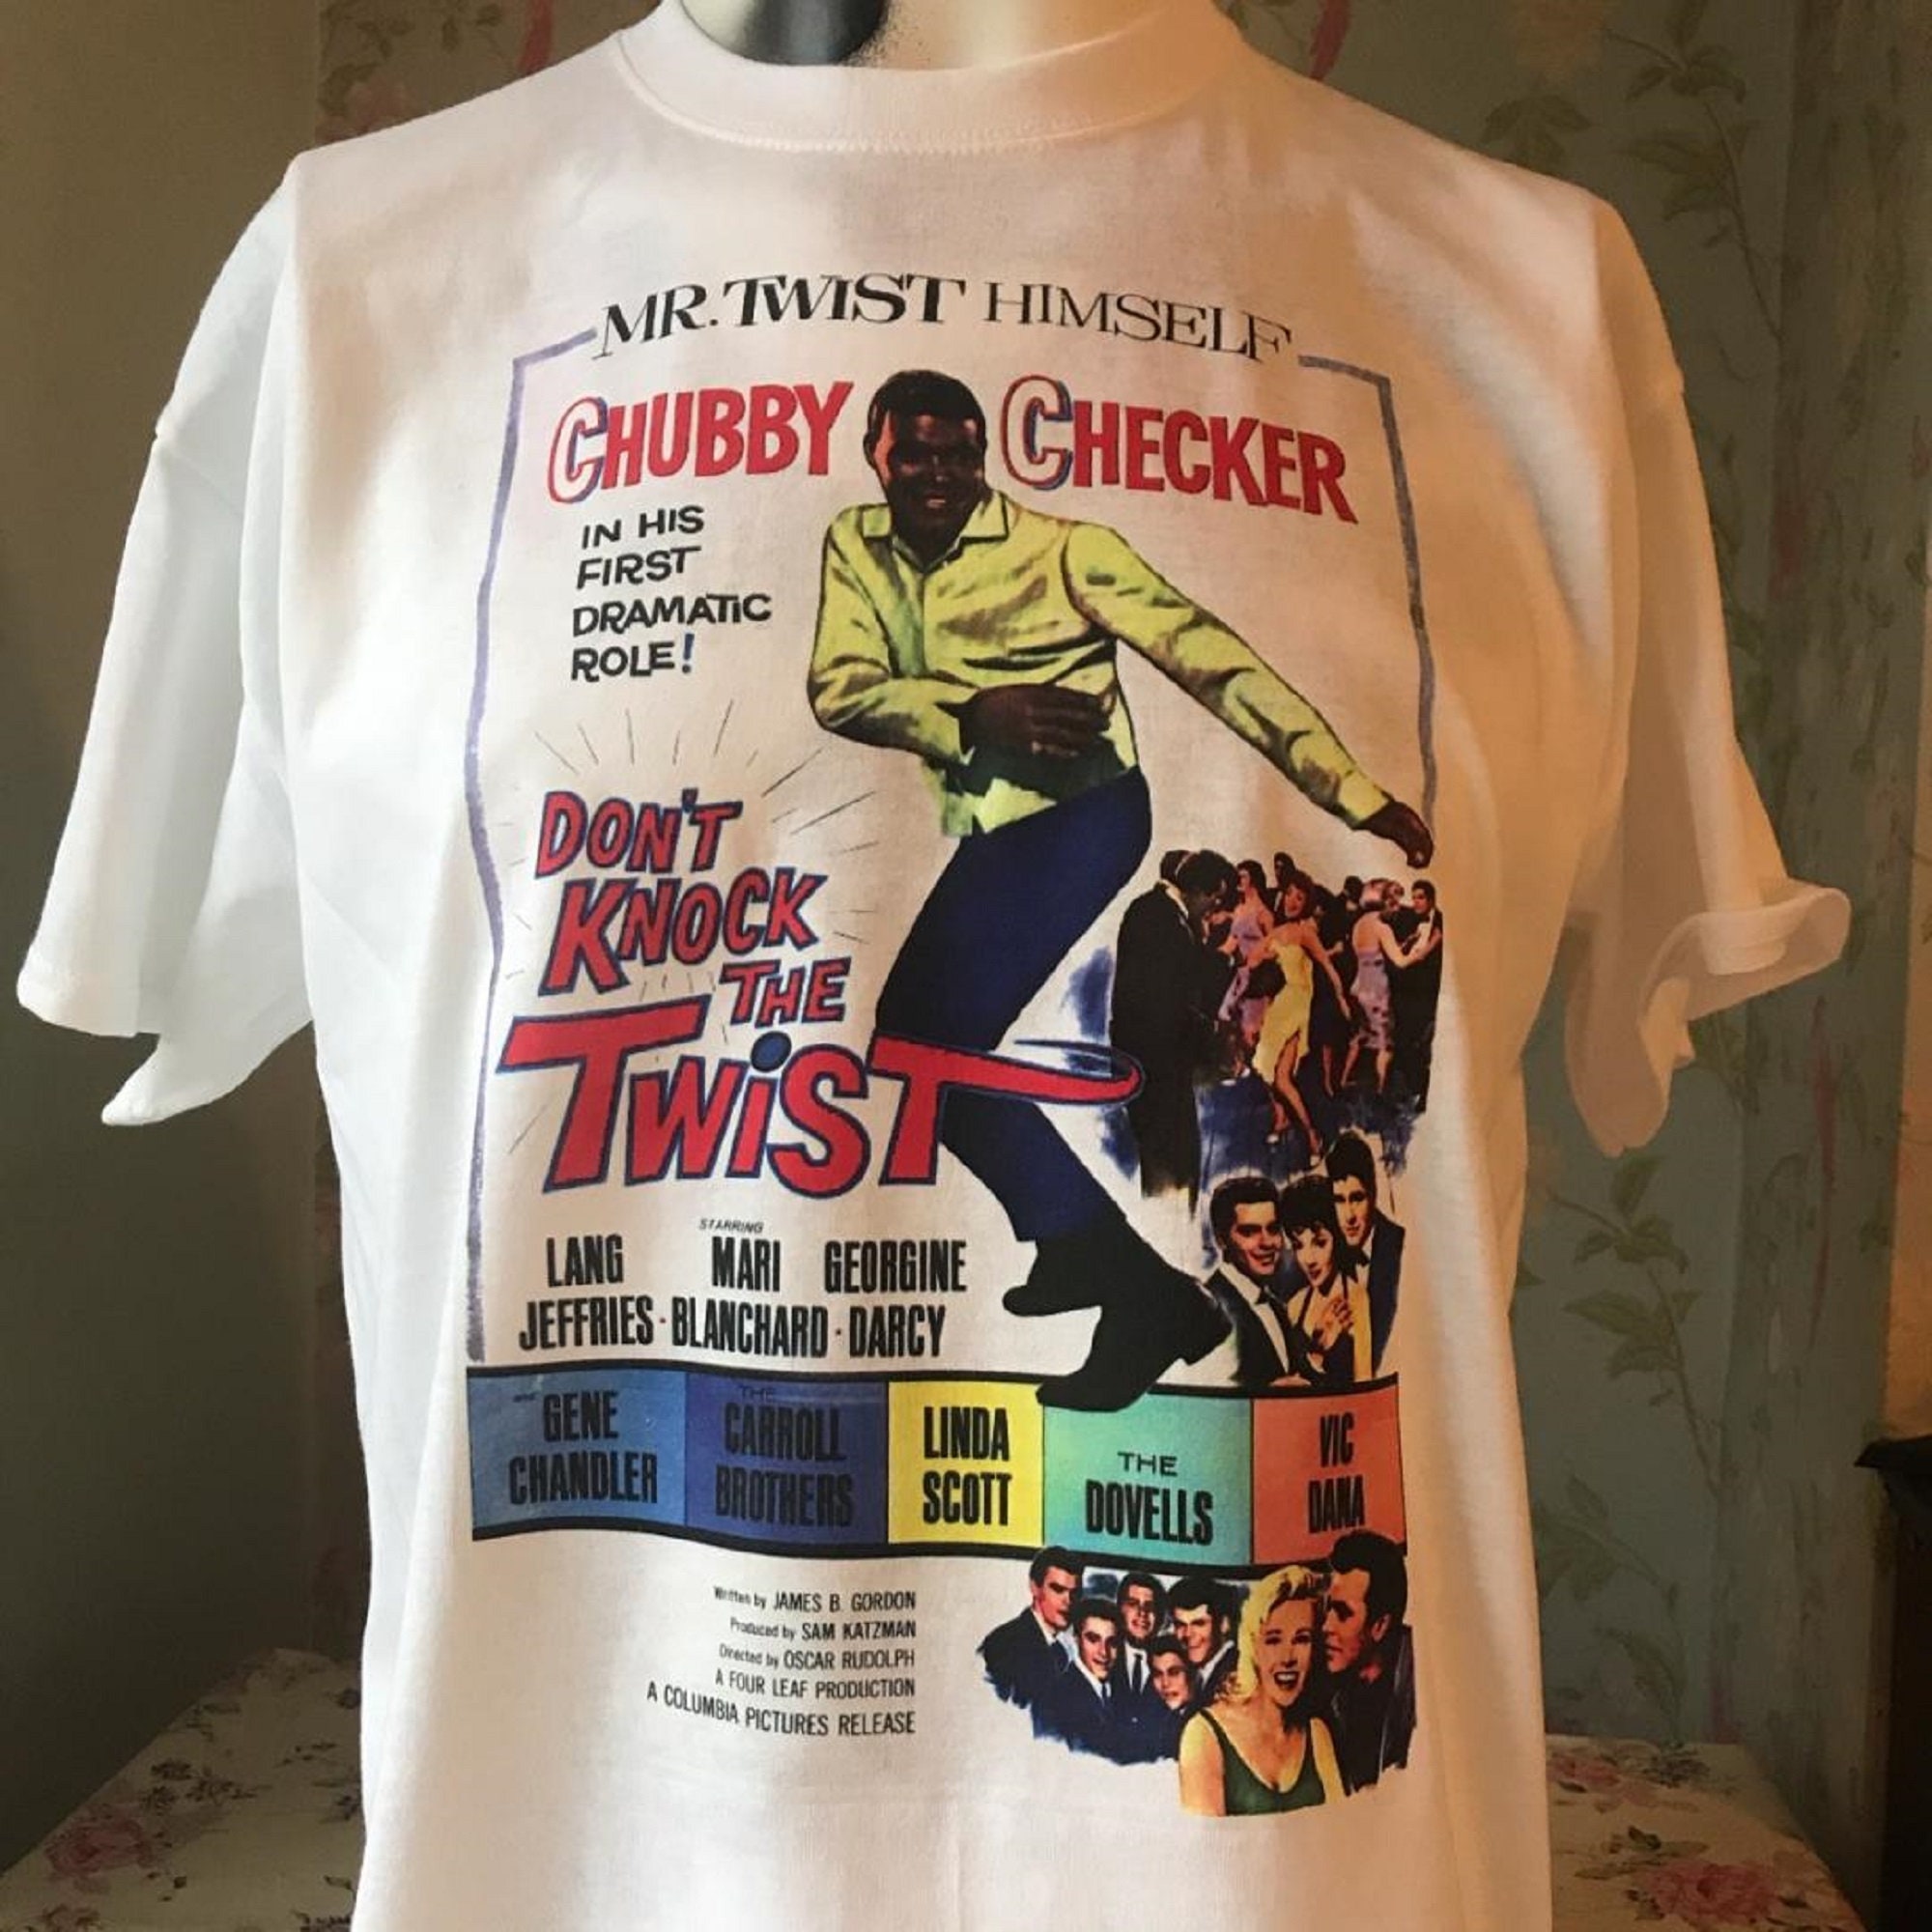 MR. TWIST HIMSELF
CHUBBY CHECKER
IN HIS
FIRST
DRAMATIC
ROLE!
DON'T
KNOCK
THE
TWiST
STARRING
LANG MARI GEORGINE
JEFFRIES · BLANCHARD · DARCY
and
GENE
CHANDLER
THE
CARROLL
BROTHERS
LINDA
SCOTT
THE
DOVELLS
VIC
DANA
Written by JAMES B. GORDON
Produced by SAM KATZMAN
Directed by OSCAR RUDOLPH
A FOUR LEAF PRODUCTION
A COLUMBIA PICTURES RELEASE